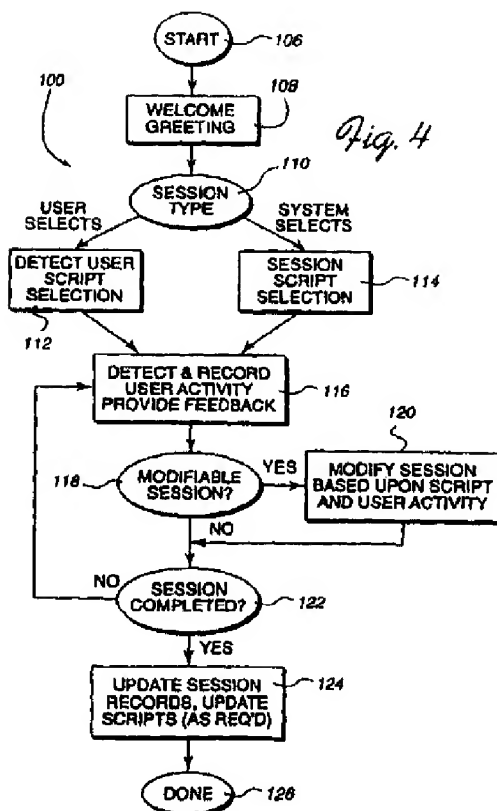 START
106
100
108
WELCOME
GREETING
Fig. 4
110
SESSION
TYPE
USER
SELECTS
SYSTEM
SELECTS
DETECT USER
SCRIPT
SELECTION
112
SESSION
SCRIPT
SELECTION
114
DETECT & RECORD
USER ACTIVITY
PROVIDE FEEDBACK
116
120
118
MODIFIABLE
SESSION?
YES
MODIFY SESSION
BASED UPON SCRIPT
AND USER ACTIVITY
NO
NO
SESSION
COMPLETED?
122
YES
UPDATE SESSION
RECORDS, UPDATE
SCRIPTS (AS REQ'D)
124
DONE
126